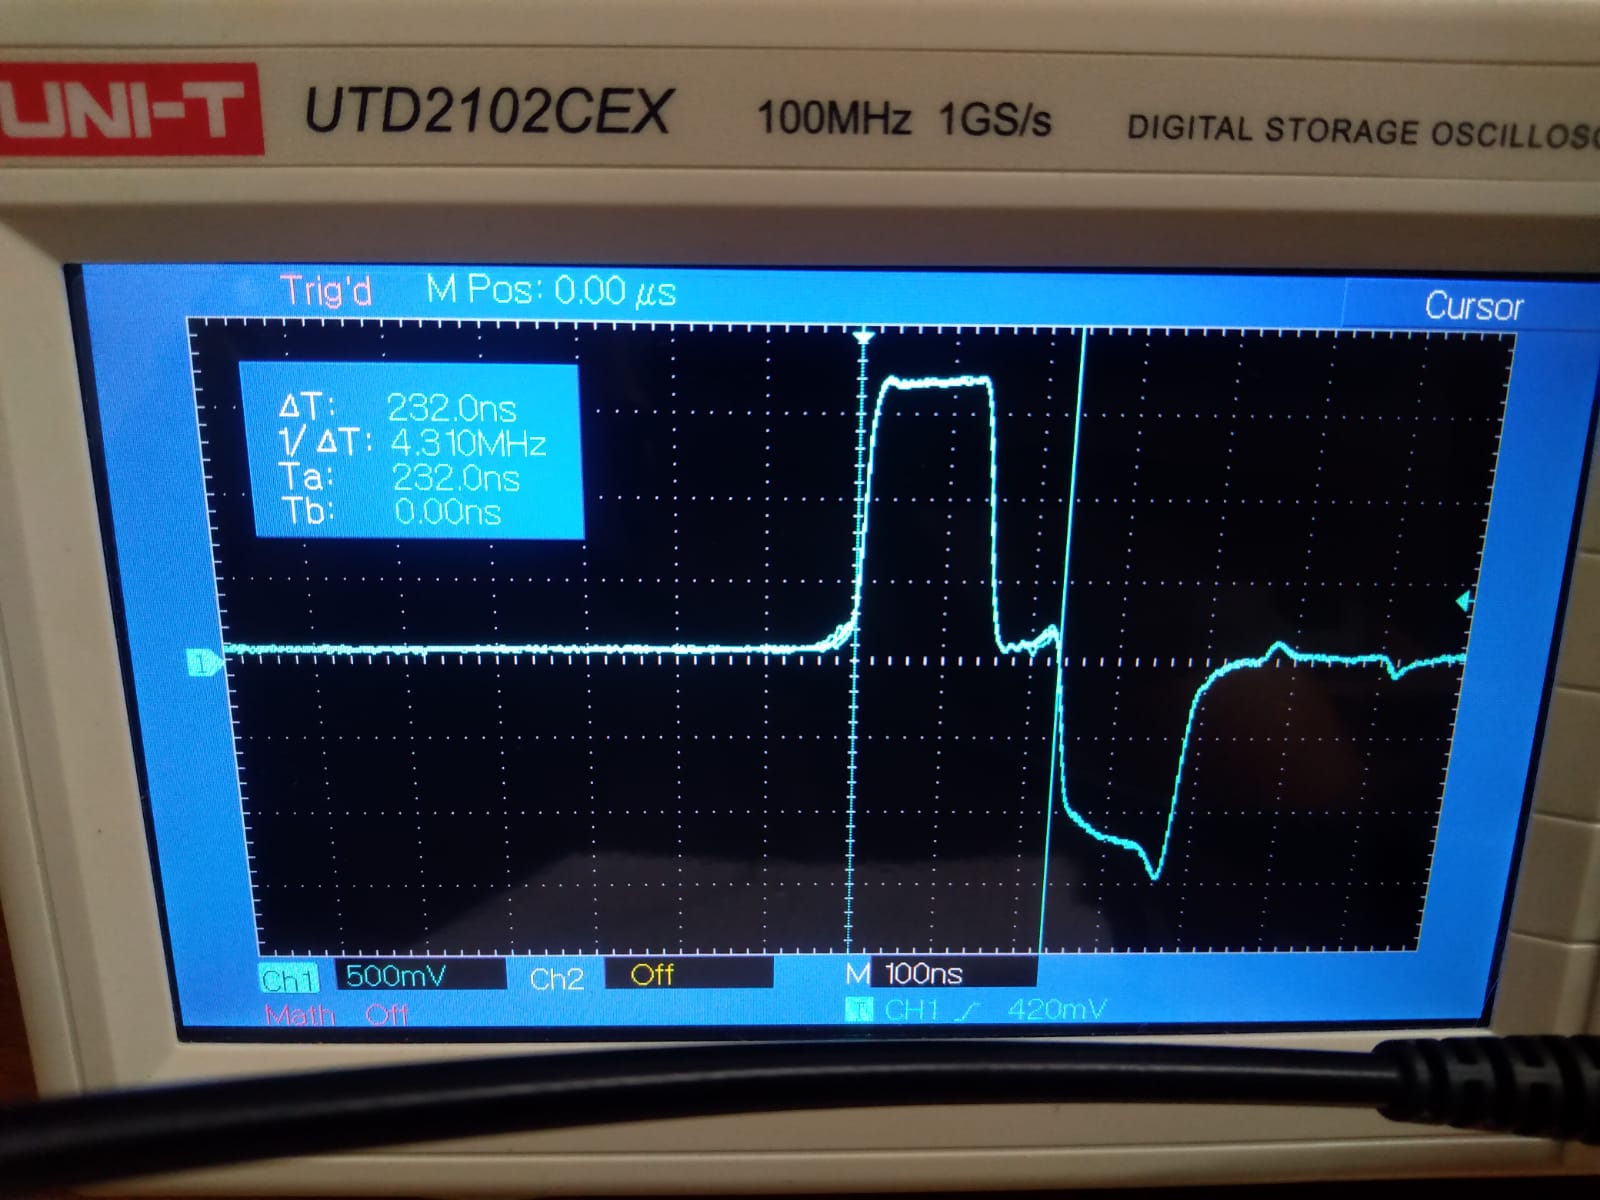 UNI-T UTD2102CEX 100MHz 1GS/s DIGITAL STORAGE
Trig'd M Pos: 0.00 μs Cursor
ΔT: 232.0ns
1/ΔT: 4.310MHz
Ta: 232.0ns
Tb: 0.00ns
1
Ch1 500mV Ch2 Off M 100ns
Math Off T CH1 420mV